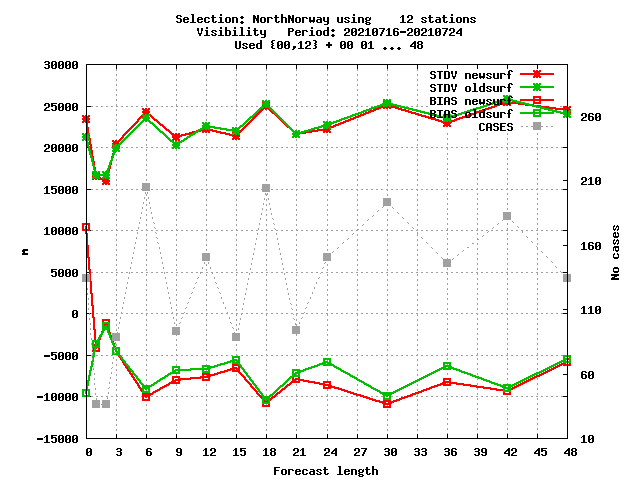 Selection: NorthNorway using 12 stations
Visibility Period: 20210716-20210724
Used {00,12} + 00 01 ... 48
30000
25000
20000
15000
10000
5000
0
-5000
-10000
-15000
m
STDV newsurf
STDV oldsurf
BIAS newsurf
BIAS oldsurf
CASES
260
210
160
110
60
10
No cases
0 3 6 9 12 15 18 21 24 27 30 33 36 39 42 45 48
Forecast length